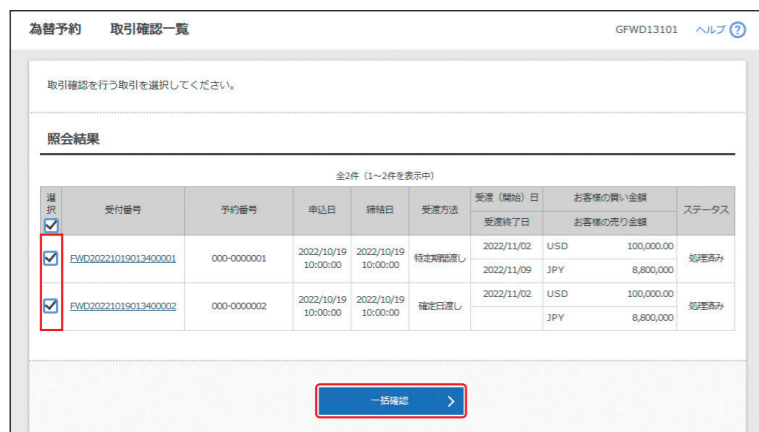 為替予約 取引確認一覧 GFWD13101 ヘルプ ?
取引確認を行う取引を選択してください。
照会結果
全2件（1～2件を表示中）
選択 受付番号 予約番号 申込日 締結日 受渡方法 受渡（開始）日 お客様の買い金額 ステータス
受渡終了日 お客様の売り金額
FWD20221019013400001 000-0000001 2022/10/19 10:00:00 2022/10/19 10:00:00 特定期間渡し 2022/11/02 USD 100,000.00 処理済み
2022/11/09 JPY 8,800,000
FWD20221019013400002 000-0000002 2022/10/19 10:00:00 2022/10/19 10:00:00 確定日渡し 2022/11/02 USD 100,000.00 処理済み
JPY 8,800,000
一括確認